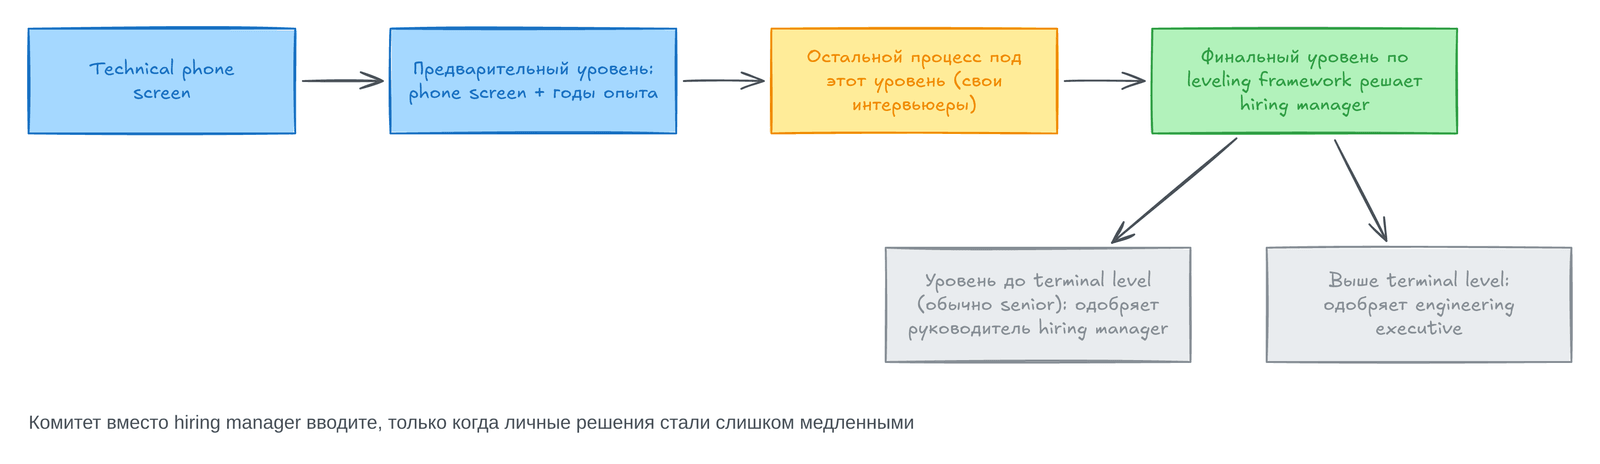 Technical phone
screen
Предварительный уровень:
phone screen + годы опыта
Остальной процесс под
этот уровень (свои
интервьюеры)
Финальный уровень по
leveling framework решает
hiring manager
Уровень до terminal level
(обычно senior): одобряет
руководитель hiring manager
Выше terminal level:
одобряет engineering
executive
Комитет вместо hiring manager вводите, только когда личные решения стали слишком медленными